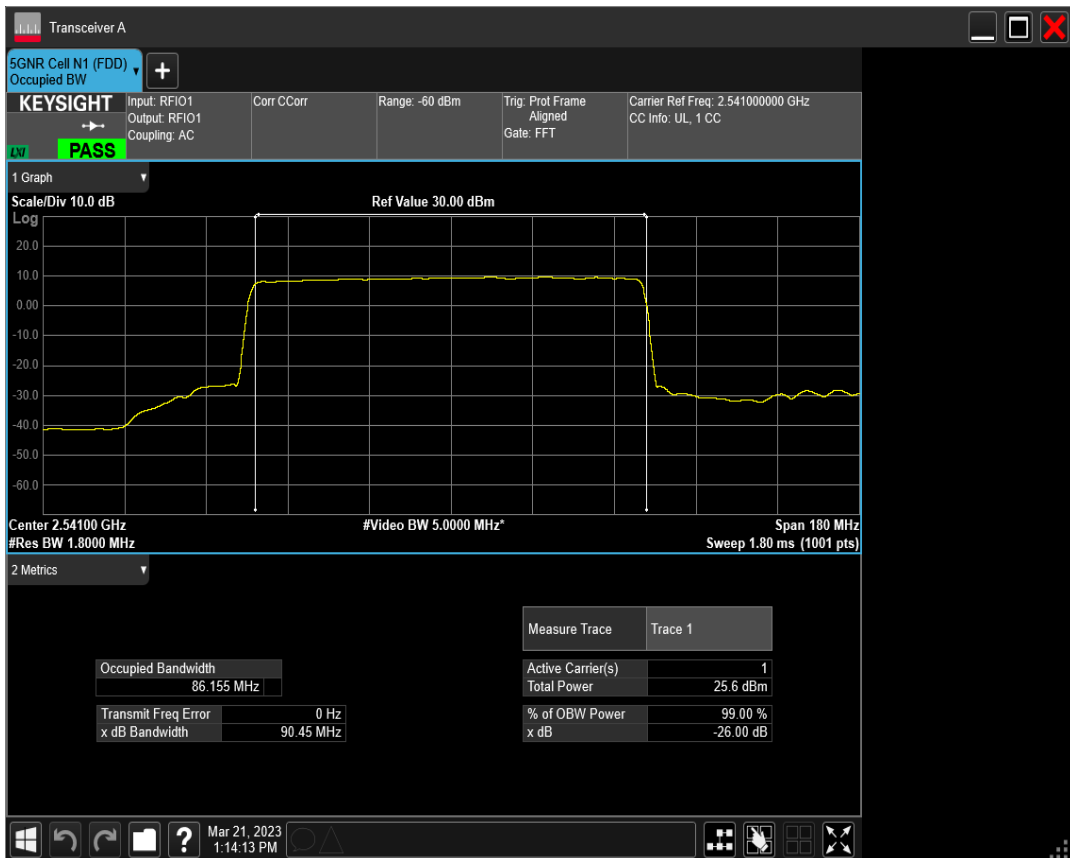 Transceiver A
5GNR Cell N1 (FDD)
Occupied BW
+
KEYSIGHT
LXI
PASS
Input: RFIO1
Output: RFIO1
Coupling: AC
Corr CCorr
Range: -60 dBm
Trig: Prot Frame
Aligned
Gate: FFT
Carrier Ref Freq: 2.541000000 GHz
CC Info: UL, 1 CC
1 Graph
Scale/Div 10.0 dB
Ref Value 30.00 dBm
Log
20.0
10.0
0.00
-10.0
-20.0
-30.0
-40.0
-50.0
-60.0
Center 2.54100 GHz
#Video BW 5.0000 MHz*
Span 180 MHz
#Res BW 1.8000 MHz
Sweep 1.80 ms (1001 pts)
2 Metrics
Measure Trace Trace 1
Occupied Bandwidth
86.155 MHz
Active Carrier(s) 1
Total Power 25.6 dBm
Transmit Freq Error 0 Hz
x dB Bandwidth 90.45 MHz
% of OBW Power 99.00 %
x dB -26.00 dB
?
Mar 21, 2023
1:14:13 PM